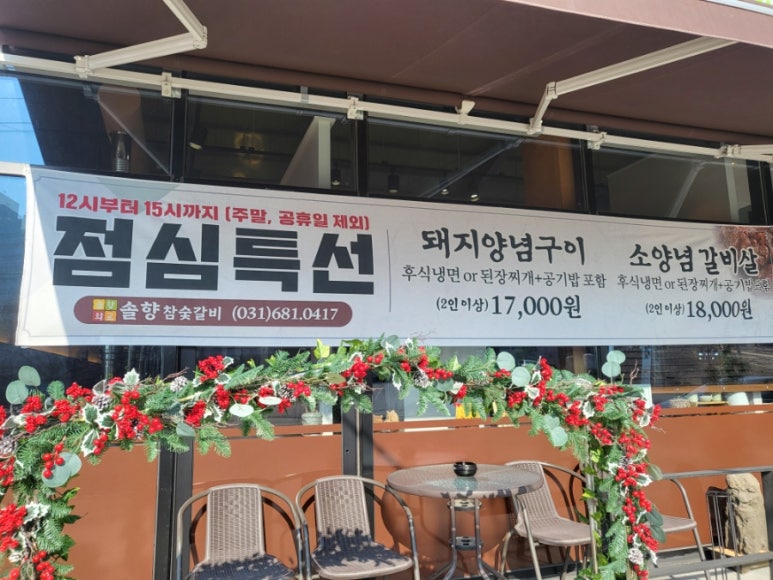 12시부터 15시까지 (주말, 공휴일 제외)
점심특선
솔향 참숯갈비 (031)681.0417
돼지양념구이
후식냉면 or 된장찌개+공기밥 포함
(2인 이상) 17,000원
소양념 갈비살
후식냉면 or 된장찌개+공기밥 포함
(2인 이상) 18,000원